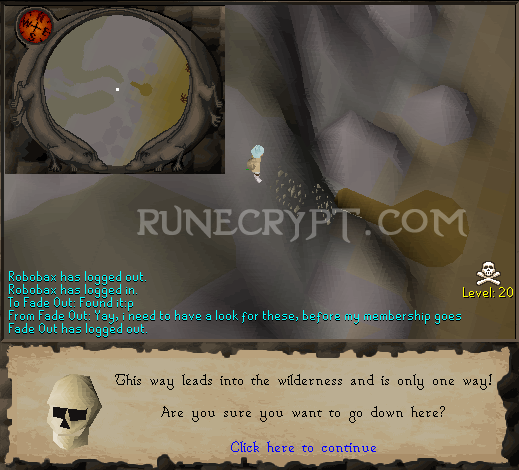 RUNECRYPT.COM
Robobax has logged out.
Robobax has logged in.
To Fade Out: Found it:p
From Fade Out: Yay, i need to have a look for these, before my membership goes
Fade Out has logged out.
Level: 20
This way leads into the wilderness and is only one way!
Are you sure you want to go down here?
Click here to continue